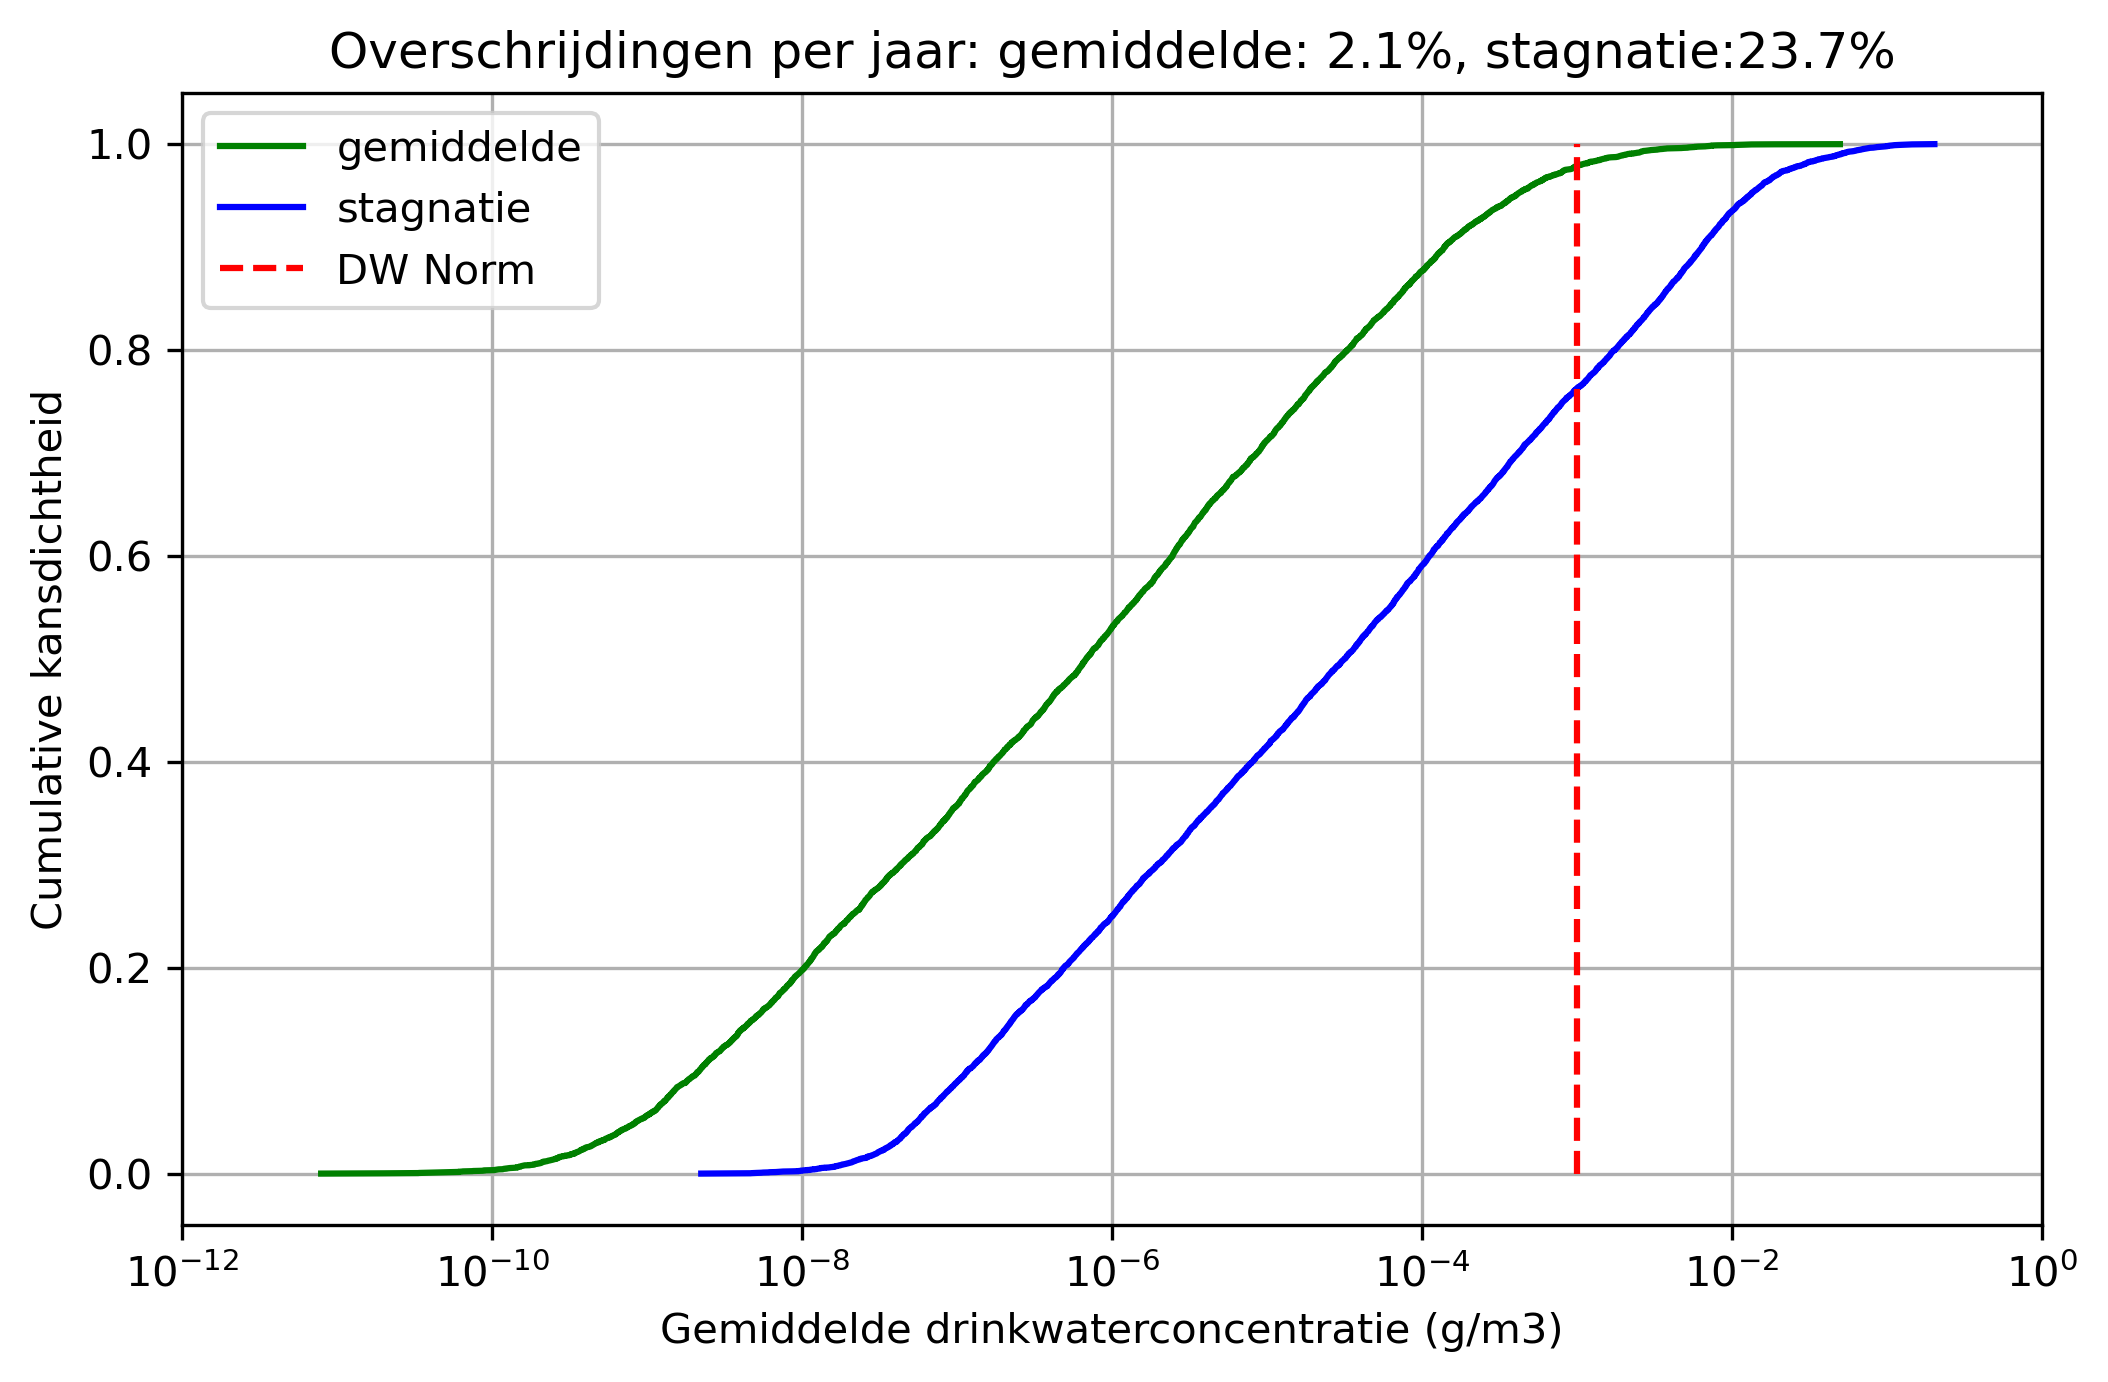 Overschrijdingen per jaar: gemiddelde: 2.1%, stagnatie:23.7%
gemiddelde
stagnatie
DW Norm
Cumulative kansdichtheid
1.0
0.8
0.6
0.4
0.2
0.0
10⁻¹² 10⁻¹⁰ 10⁻⁸ 10⁻⁶ 10⁻⁴ 10⁻² 10⁰
Gemiddelde drinkwaterconcentratie (g/m3)